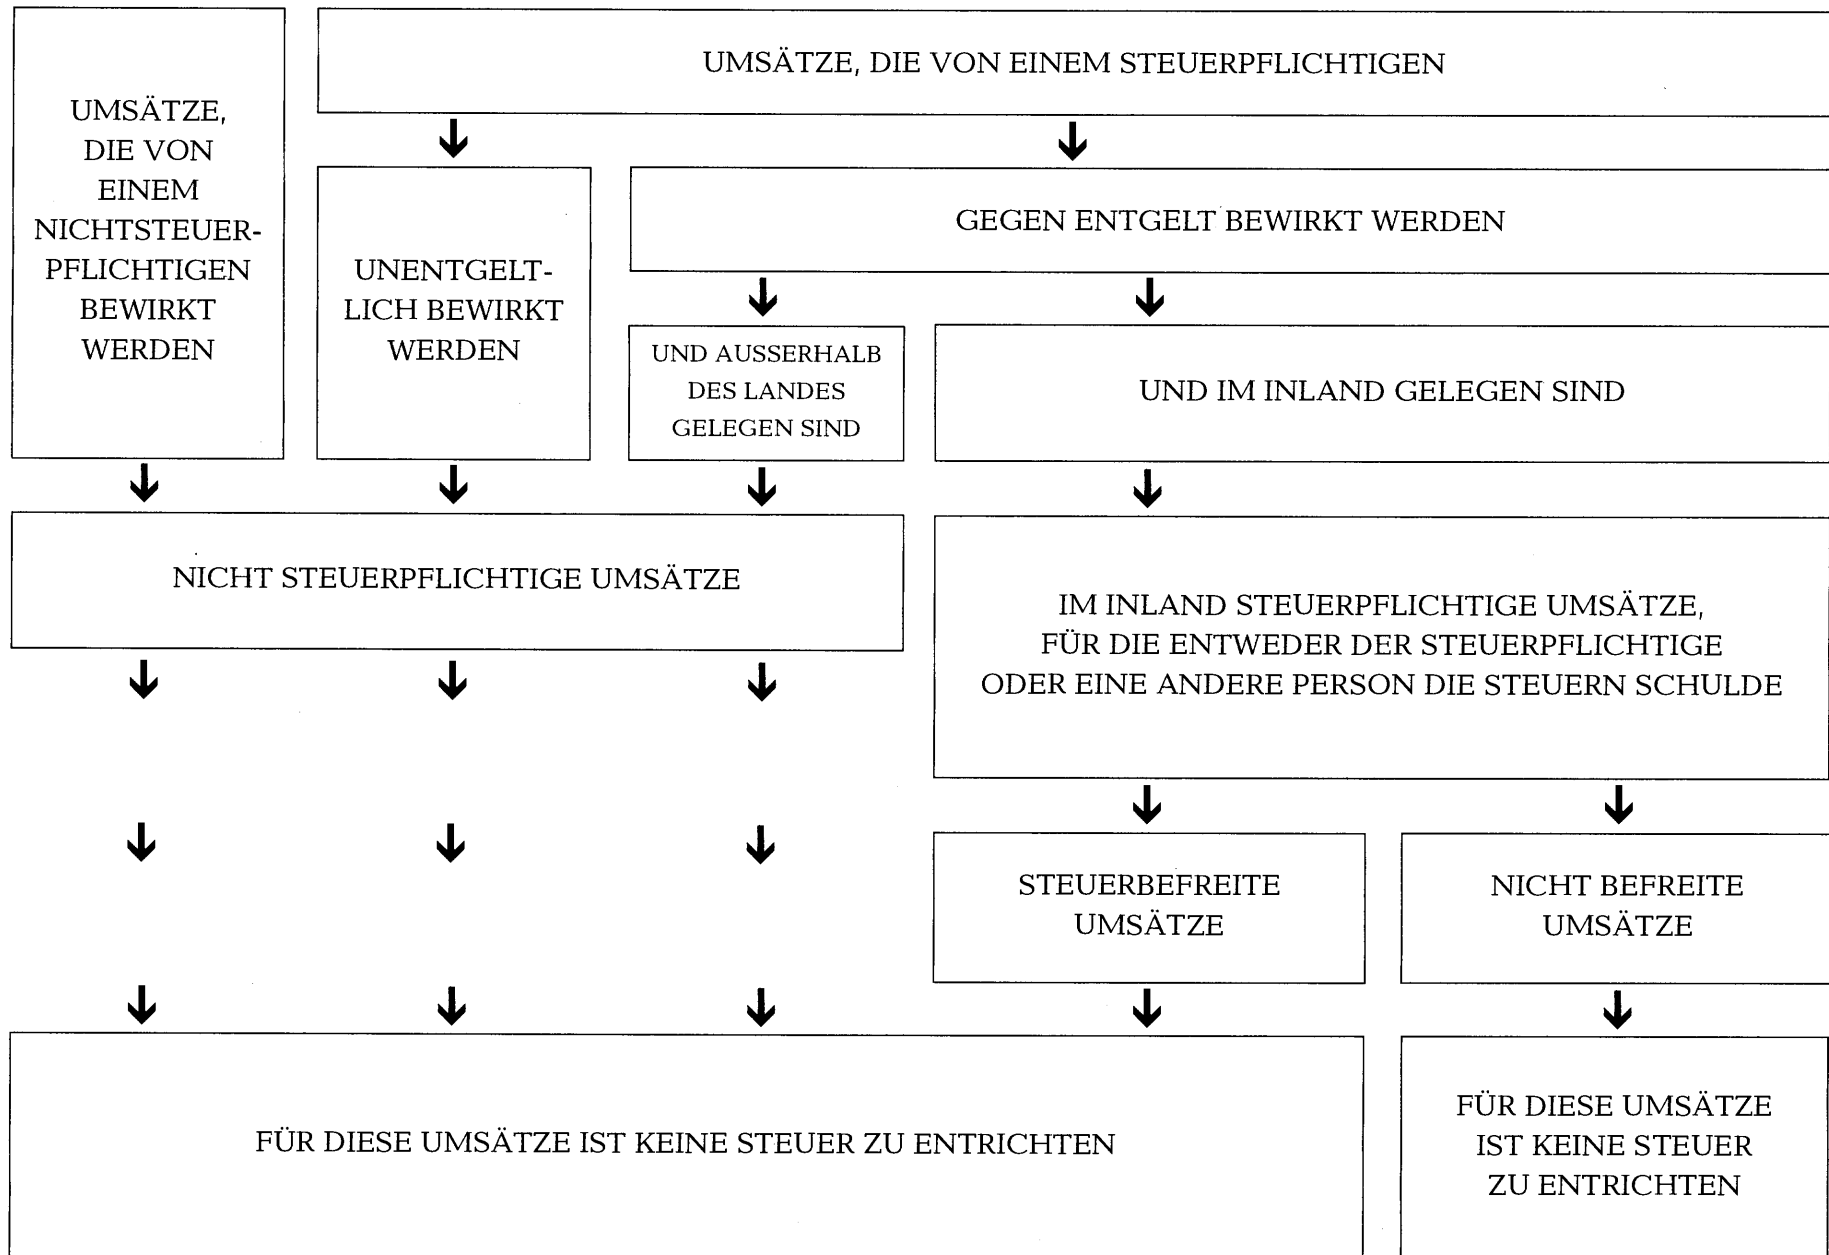 UMSÄTZE,
DIE VON
EINEM
NICHTSTEUER-
PFLICHTIGEN
BEWIRKT
WERDEN
UMSÄTZE, DIE VON EINEM STEUERPFLICHTIGEN
UNENTGELT-
LICH BEWIRKT
WERDEN
GEGEN ENTGELT BEWIRKT WERDEN
UND AUSSERHALB
DES LANDES
GELEGEN SIND
UND IM INLAND GELEGEN SIND
NICHT STEUERPFLICHTIGE UMSÄTZE
IM INLAND STEUERPFLICHTIGE UMSÄTZE,
FÜR DIE ENTWEDER DER STEUERPFLICHTIGE
ODER EINE ANDERE PERSON DIE STEUERN SCHULDE
STEUERBEFREITE
UMSÄTZE
NICHT BEFREITE
UMSÄTZE
FÜR DIESE UMSÄTZE IST KEINE STEUER ZU ENTRICHTEN
FÜR DIESE UMSÄTZE
IST KEINE STEUER
ZU ENTRICHTEN